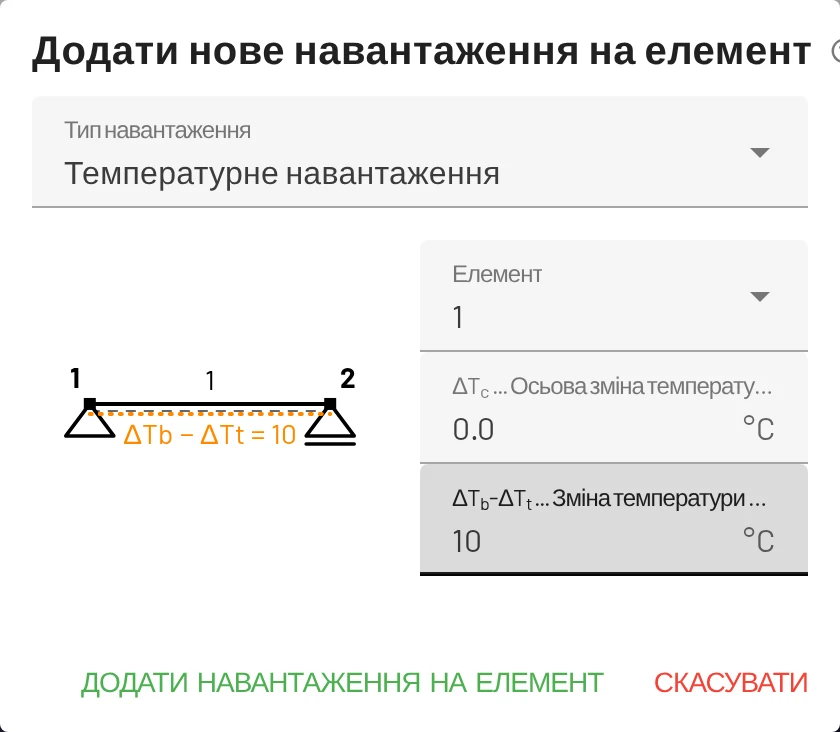 Додати нове навантаження на елемент
Тип навантаження
Температурне навантаження
Елемент
1
1 1 2
ΔTb − ΔTt = 10
ΔTc ... Осьова зміна температу...
0.0 °C
ΔTb-ΔTt ... Зміна температури ...
10 °C
ДОДАТИ НАВАНТАЖЕННЯ НА ЕЛЕМЕНТ СКАСУВАТИ